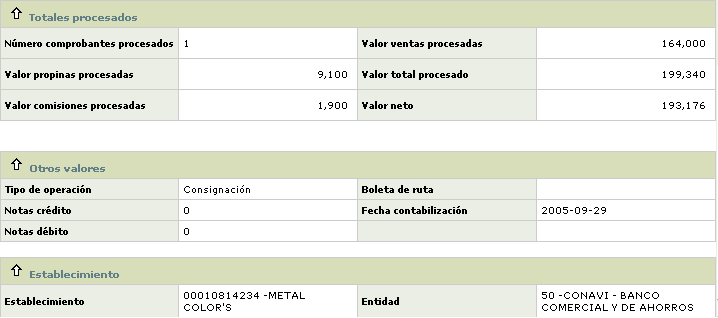 Totales procesados
Número comprobantes procesados 1 Valor ventas procesadas 164,000
Valor propinas procesadas 9,100 Valor total procesado 199,340
Valor comisiones procesadas 1,900 Valor neto 193,176
Otros valores
Tipo de operación Consignación Boleta de ruta
Notas crédito 0 Fecha contabilización 2005-09-29
Notas débito 0
Establecimiento
Establecimiento 00010814234 -METAL COLOR'S Entidad 50 -CONAVI - BANCO COMERCIAL Y DE AHORROS